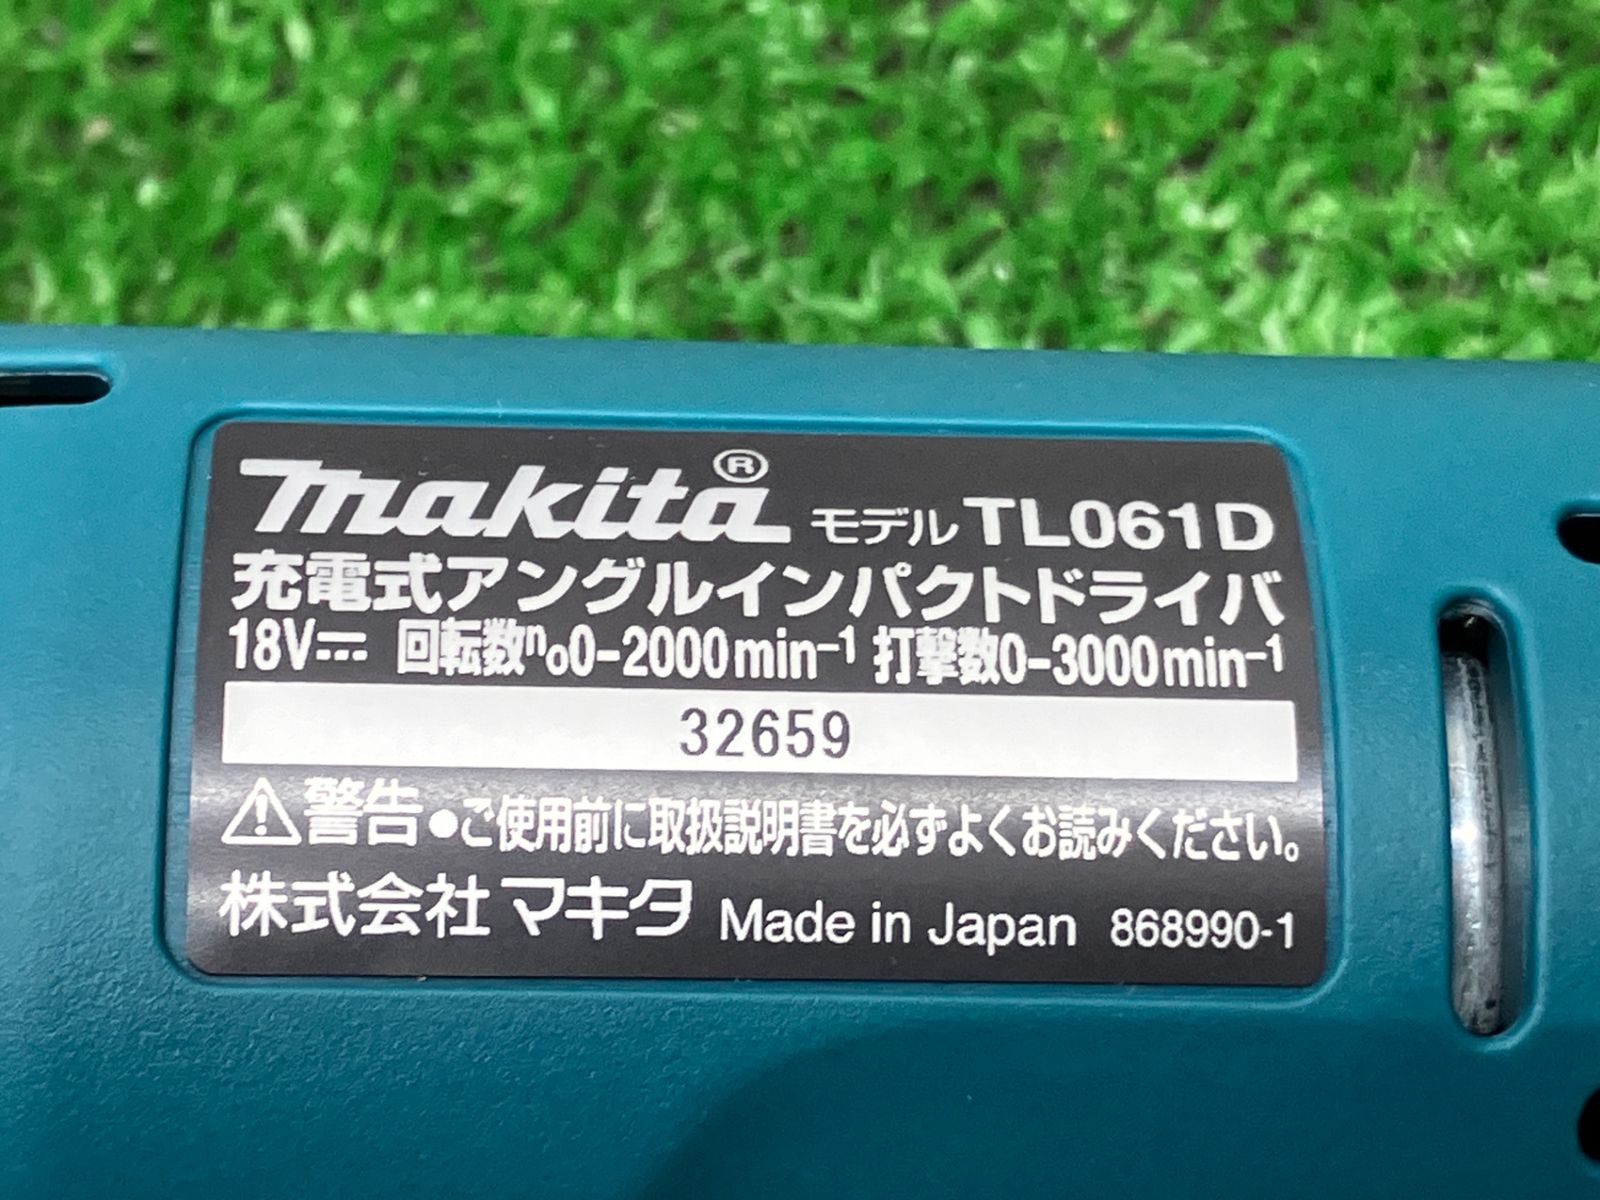 makita® モデル TL061D
充電式アングルインパクトドライバ
18V⎓ 回転数n₀0-2000min⁻¹ 打撃数0-3000min⁻¹
32659
⚠警告 ●ご使用前に取扱説明書を必ずよくお読みください。
株式会社マキタ Made in Japan 868990-1